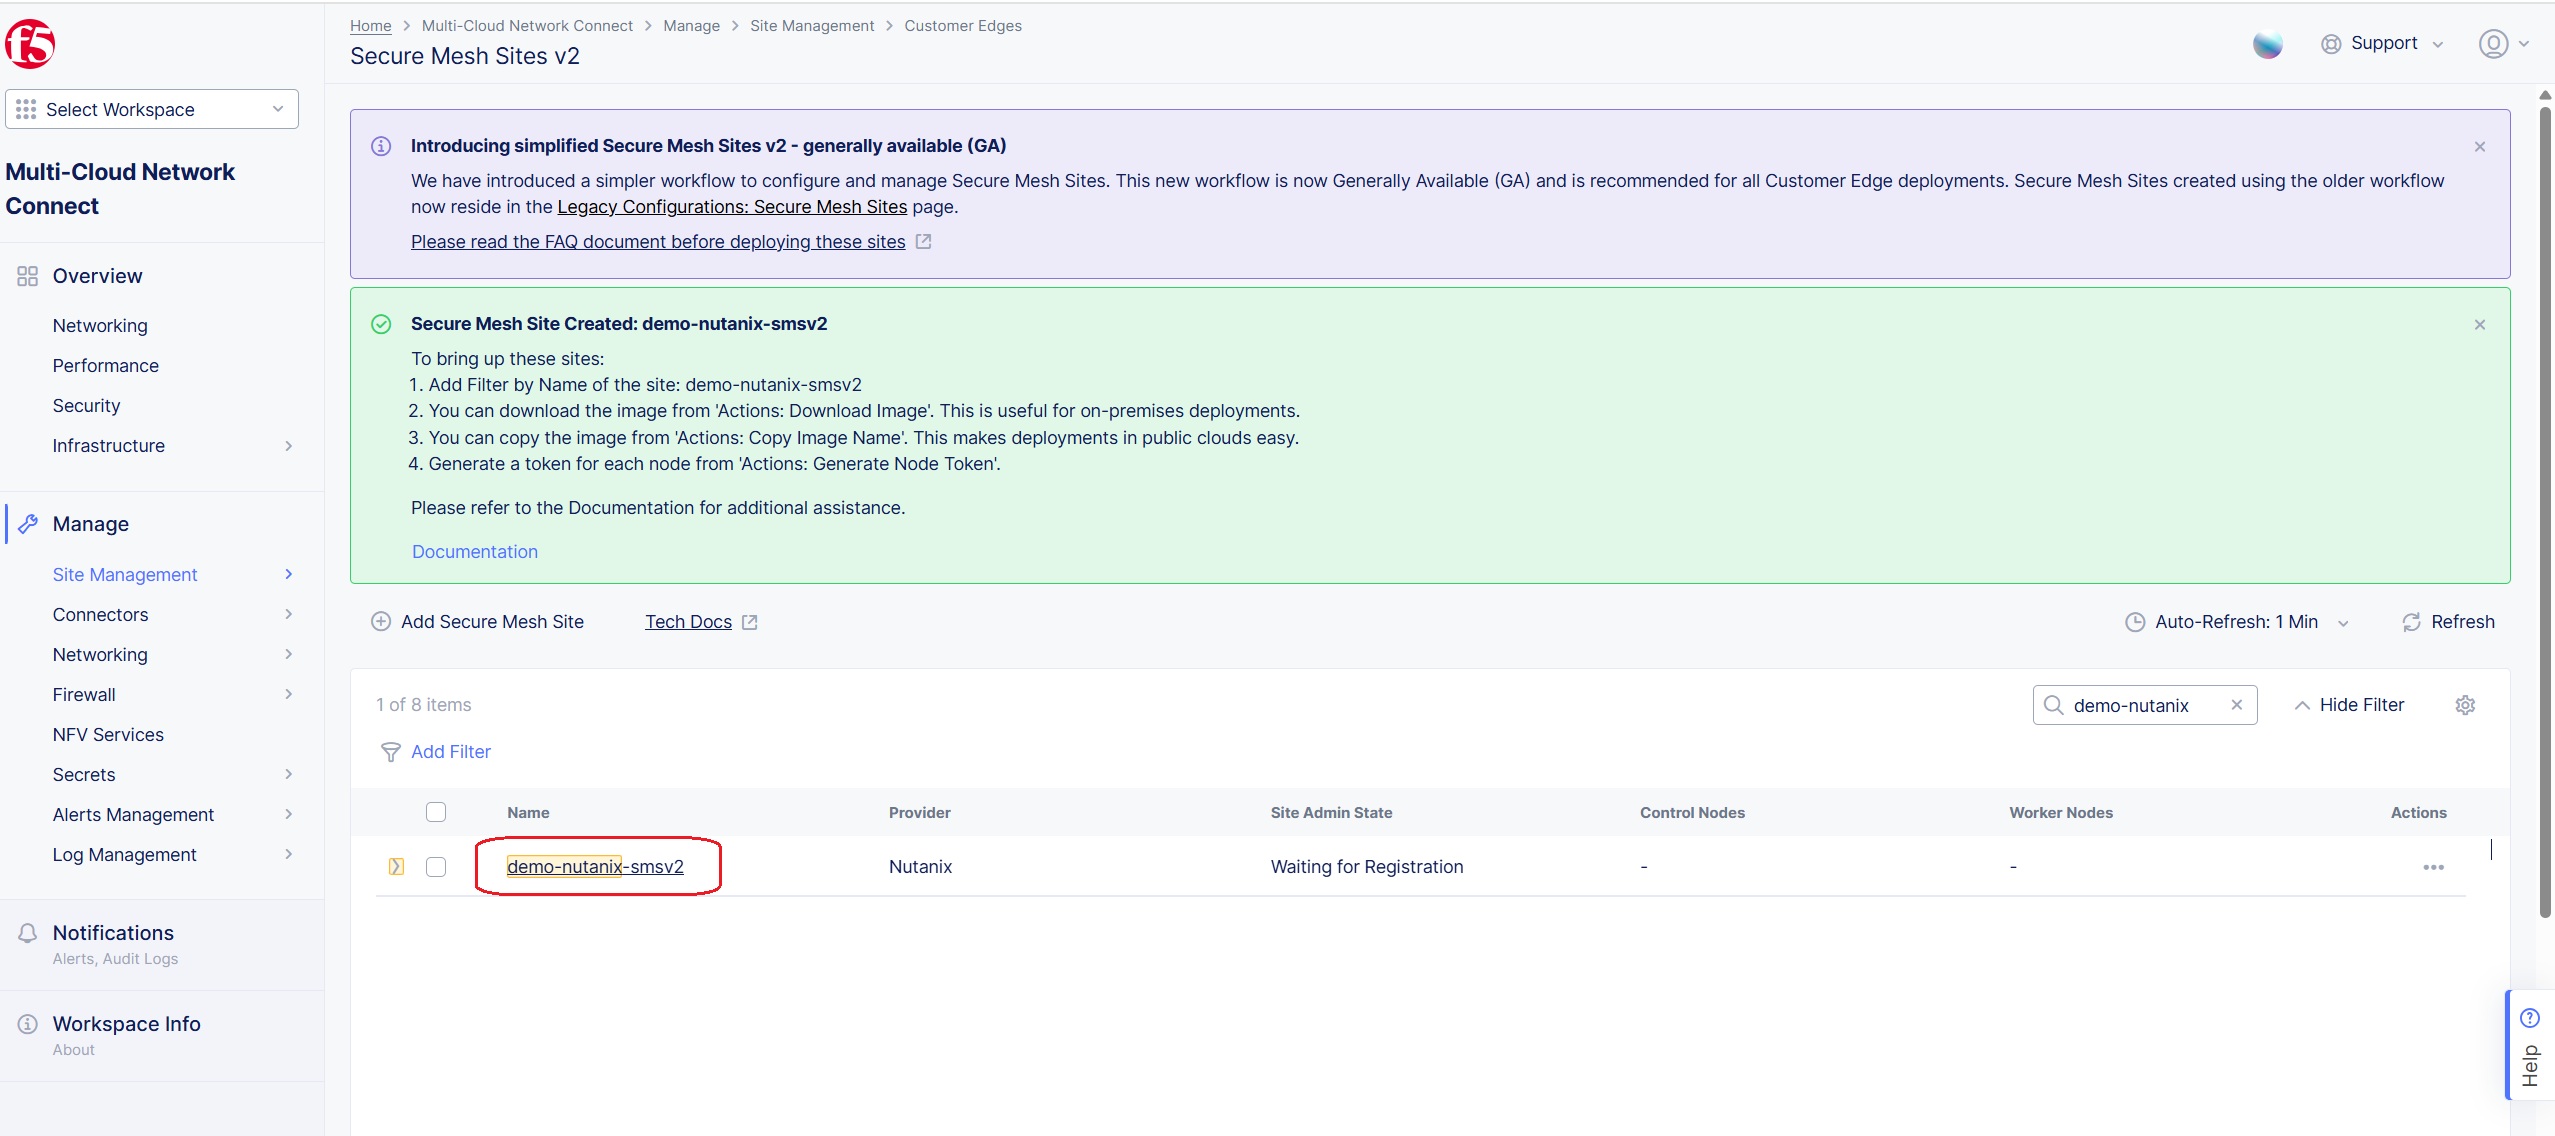 Home > Multi-Cloud Network Connect > Manage > Site Management > Customer Edges
Secure Mesh Sites v2
Support
f5
Select Workspace
Multi-Cloud Network
Connect
Overview
Networking
Performance
Security
Infrastructure
Manage
Site Management
Connectors
Networking
Firewall
NFV Services
Secrets
Alerts Management
Log Management
Notifications
Alerts, Audit Logs
Workspace Info
About
Introducing simplified Secure Mesh Sites v2 - generally available (GA)
We have introduced a simpler workflow to configure and manage Secure Mesh Sites. This new workflow is now Generally Available (GA) and is recommended for all Customer Edge deployments. Secure Mesh Sites created using the older workflow
now reside in the Legacy Configurations: Secure Mesh Sites page.
Please read the FAQ document before deploying these sites
Secure Mesh Site Created: demo-nutanix-smsv2
To bring up these sites:
1. Add Filter by Name of the site: demo-nutanix-smsv2
2. You can download the image from 'Actions: Download Image'. This is useful for on-premises deployments.
3. You can copy the image from 'Actions: Copy Image Name'. This makes deployments in public clouds easy.
4. Generate a token for each node from 'Actions: Generate Node Token'.
Please refer to the Documentation for additional assistance.
Documentation
Add Secure Mesh Site Tech Docs Auto-Refresh: 1 Min Refresh
1 of 8 items demo-nutanix Hide Filter
Add Filter
Name Provider Site Admin State Control Nodes Worker Nodes Actions
demo-nutanix-smsv2 Nutanix Waiting for Registration - -
Help